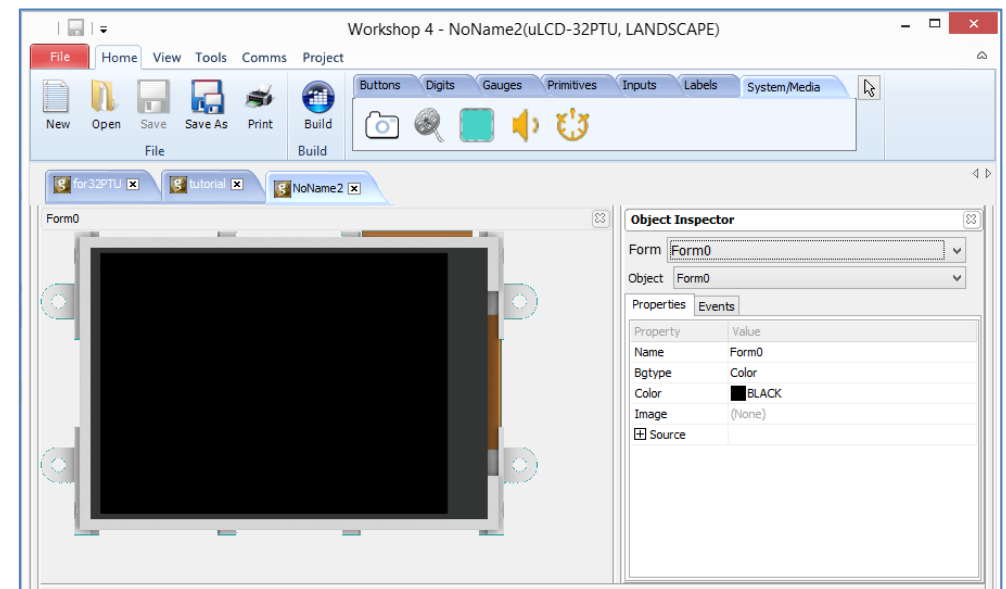 Workshop 4 - NoName2(uLCD-32PTU, LANDSCAPE)
File Home View Tools Comms Project
Buttons Digits Gauges Primitives Inputs Labels System/Media
New Open Save Save As Print Build
File Build
for32PTU tutorial NoName2
Form0
Object Inspector
Form Form0
Object Form0
Properties Events
Property Value
Name Form0
Bgtype Color
Color BLACK
Image (None)
Source